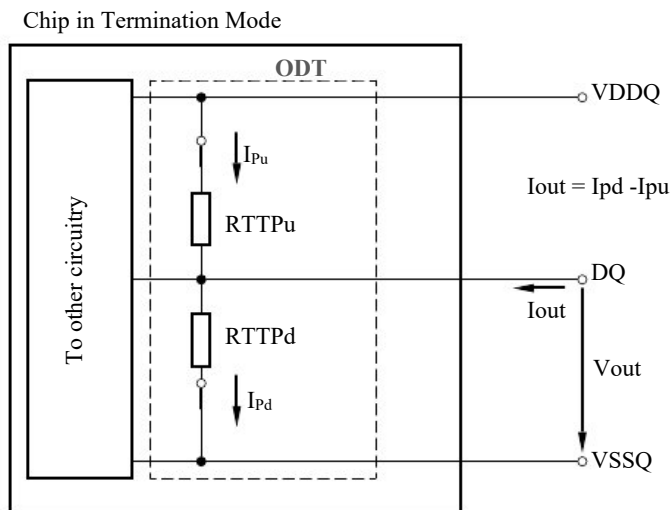 Chip in Termination Mode
ODT
VDDQ
IPu
Iout = Ipd -Ipu
RTTPu
To other circuitry
DQ
Iout
RTTPd
Vout
IPd
VSSQ